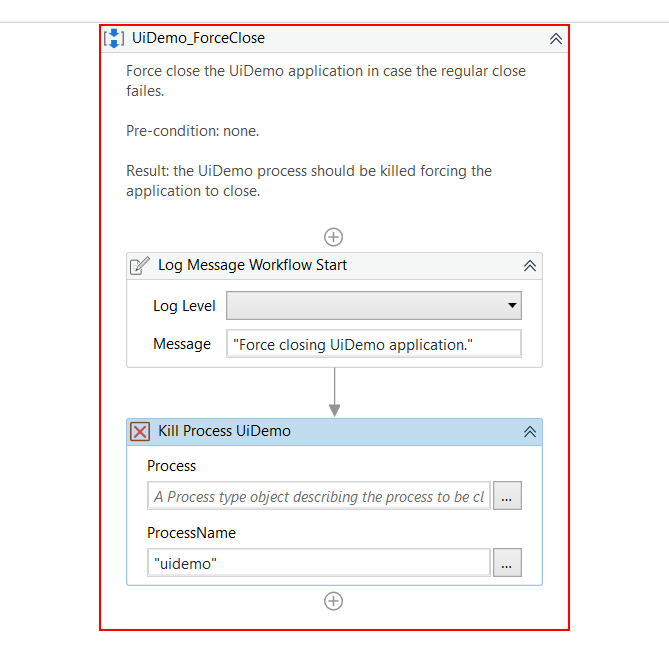 UiDemo_ForceClose
Force close the UiDemo application in case the regular close
failes.
Pre-condition: none.
Result: the UiDemo process should be killed forcing the
application to close.
Log Message Workflow Start
Log Level
Message "Force closing UiDemo application."
Kill Process UiDemo
Process
A Process type object describing the process to be cl ...
ProcessName
"uidemo" ...